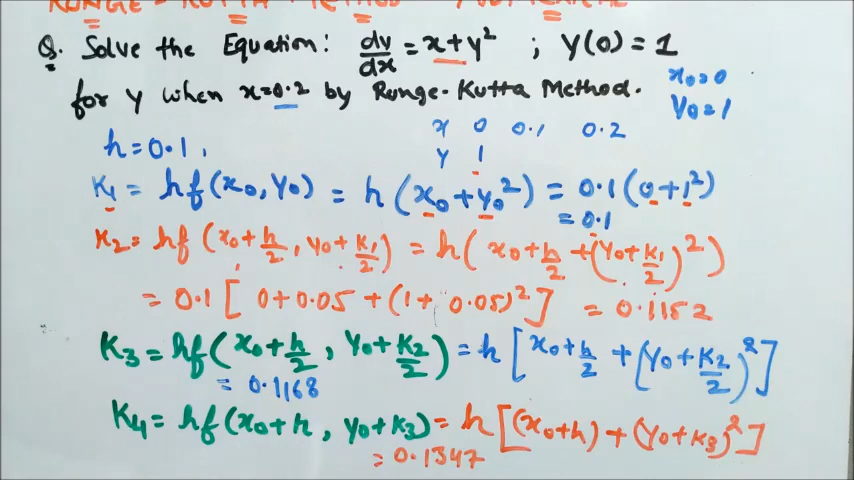 RUNGE - KUTTA - METHOD
Q. Solve the Equation: dy/dx = x+y² ; Y(0) = 1
for y when x=0.2 by Runge-Kutta Method.
x₀=0
Y₀=1
x 0 0.1 0.2
y 1
h=0.1,
K₁ = hf(x₀,Y₀) = h(x₀+y₀²) = 0.1(0+1²)
= 0.1
K₂= hf(x₀+h/2, y₀+K₁/2) = h(x₀+h/2+(y₀+K₁/2)²)
= 0.1[0+0.05+(1+0.05)²] = 0.1152
K₃ = hf(x₀+h/2, Y₀+K₂/2) = h[x₀+h/2+(y₀+K₂/2)²]
= 0.1168
K₄= hf(x₀+h, Y₀+K₃) = h[(x₀+h)+(Y₀+K₃)²]
= 0.1347